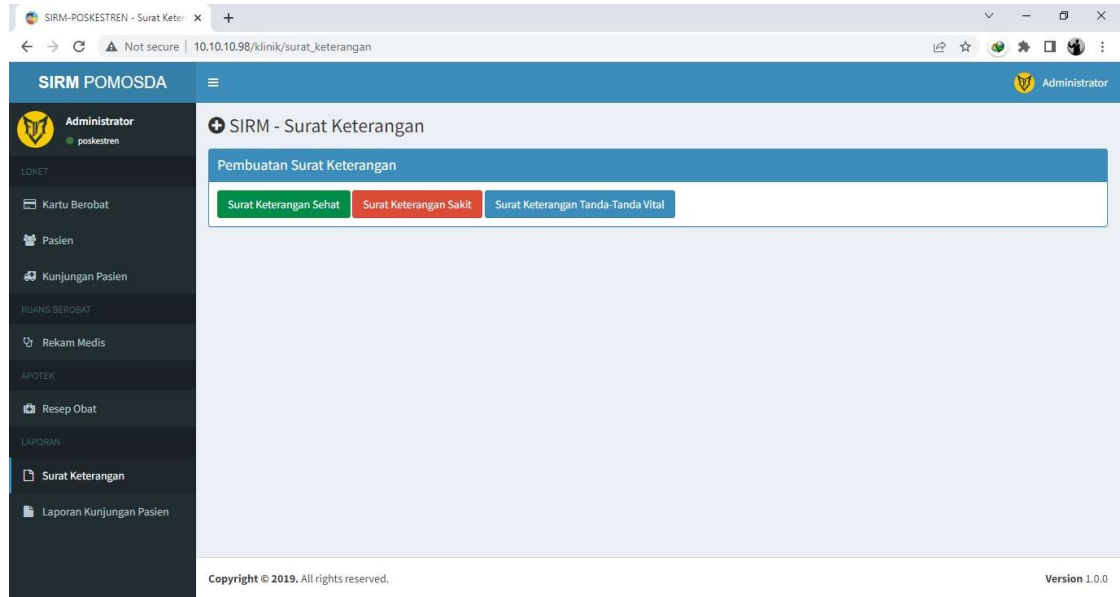 SIRM-POSKESTREN - Surat Keter
Not secure | 10.10.10.98/klinik/surat_keterangan
SIRM POMOSDA
Administrator
Administrator
poskestren
SIRM - Surat Keterangan
Pembuatan Surat Keterangan
Surat Keterangan Sehat
Surat Keterangan Sakit
Surat Keterangan Tanda-Tanda Vital
LOKET
Kartu Berobat
Pasien
Kunjungan Pasien
RUANG BEROBAT
Rekam Medis
APOTEK
Resep Obat
LAPORAN
Surat Keterangan
Laporan Kunjungan Pasien
Copyright © 2019. All rights reserved.
Version 1.0.0